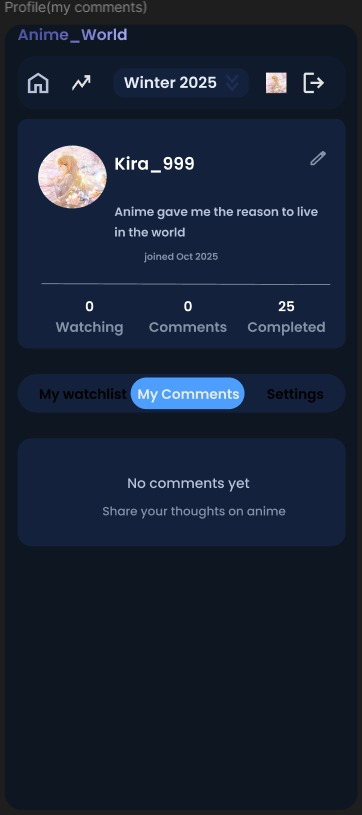 Profile(my comments)
Anime_World
Winter 2025
Kira_999
Anime gave me the reason to live
in the world
joined Oct 2025
0 0 25
Watching Comments Completed
My watchlist My Comments Settings
No comments yet
Share your thoughts on anime